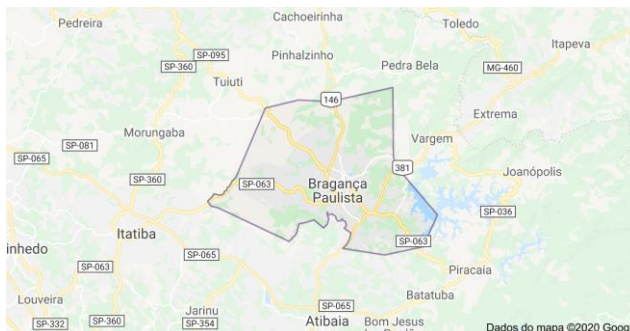 Cachoeirinha
Pedreira
Toledo
Itapeva
SP-095
SP-360
Pinhalzinho
Pedra Bela
MG-460
Tuiuti
146
Extrema
Morungaba
Vargem
SP-081
SP-065
381
Joanópolis
SP-360
SP-063
Bragança
Paulista
SP-036
Itatiba
SP-063
inhedo
SP-065
SP-063
Piracaia
Louveira
Jarinu
Batatuba
SP-065
SP-332
SP-360
SP-354
Atibaia
Bom Jesus
Dados do mapa ©2020 Goog